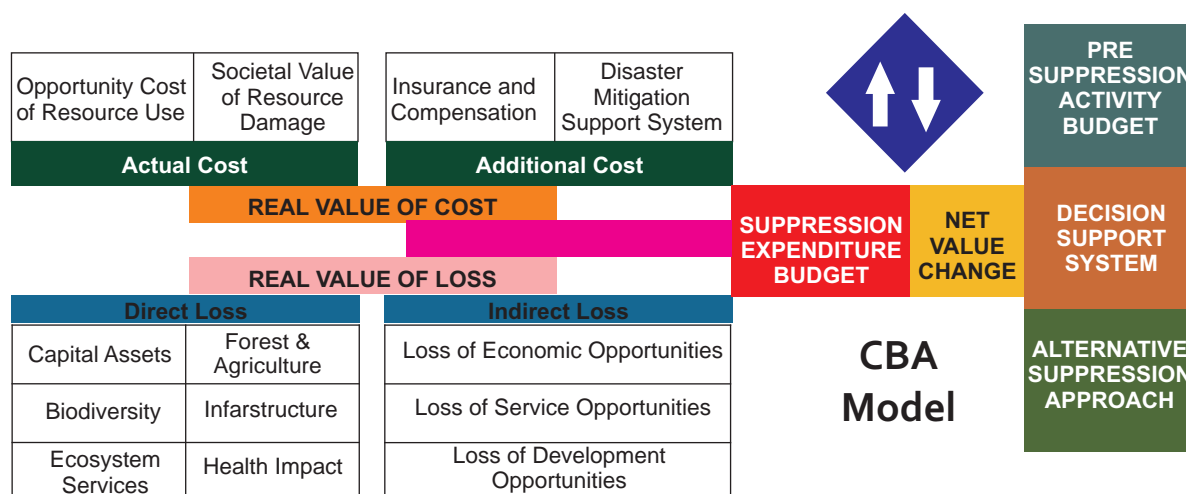 Opportunity Cost
of Resource Use
Societal Value
of Resource
Damage
Insurance and
Compensation
Disaster
Mitigation
Support System
Actual Cost
Additional Cost
REAL VALUE OF COST
REAL VALUE OF LOSS
Direct Loss
Indirect Loss
Capital Assets
Forest &
Agriculture
Loss of Economic Opportunities
Biodiversity
Infarstructure
Loss of Service Opportunities
Ecosystem
Services
Health Impact
Loss of Development
Opportunities
SUPPRESSION
EXPENDITURE
BUDGET
NET
VALUE
CHANGE
CBA
Model
PRE
SUPPRESSION
ACTIVITY
BUDGET
DECISION
SUPPORT
SYSTEM
ALTERNATIVE
SUPPRESSION
APPROACH